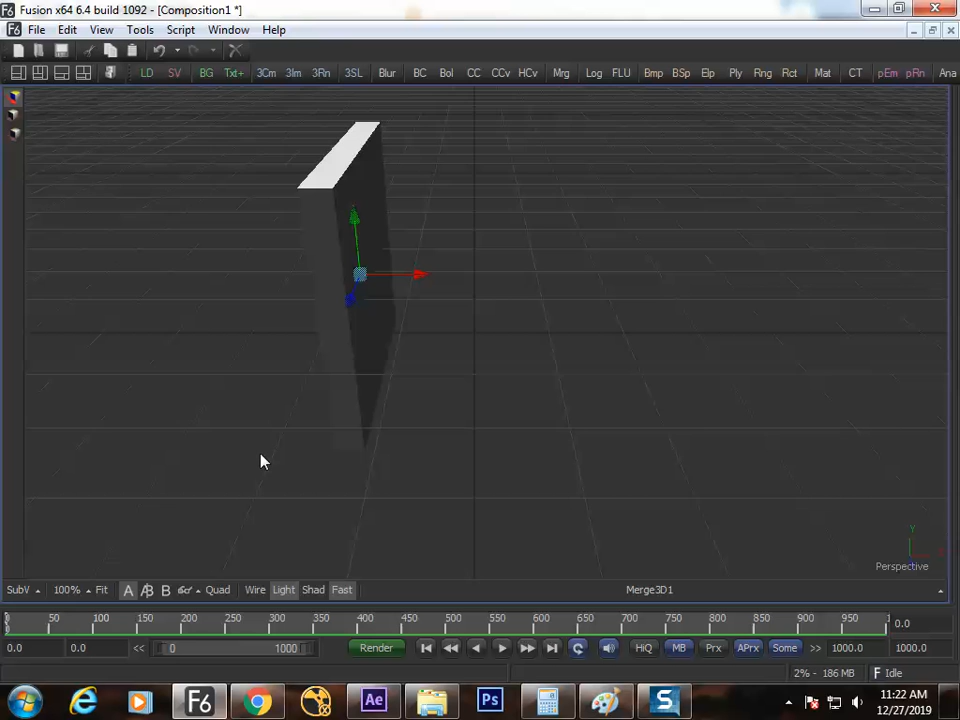 Fusion x64 6.4 build 1092 - [Composition1 *]
File Edit View Tools Script Window Help
LD SV BG Txt+ 3Cm 3Im 3Rn 3SL Blur BC Bol CC CCv HCv Mrg Log FLU Bmp BSp Elp Ply Rng Rct Mat CT pEm pRn Ana
Y
Perspective
SubV 100% Fit A A/B B Quad Wire Light Shad Fast Merge3D1
0 50 100 150 200 250 300 350 400 450 500 550 600 650 700 750 800 850 900 950 0.0
0.0 0.0 << 0 1000 Render HiQ MB Prx APrx Some >> 1000.0 1000.0
2% - 186 MB F Idle
F6 Ae Ps S 11:22 AM
12/27/2019